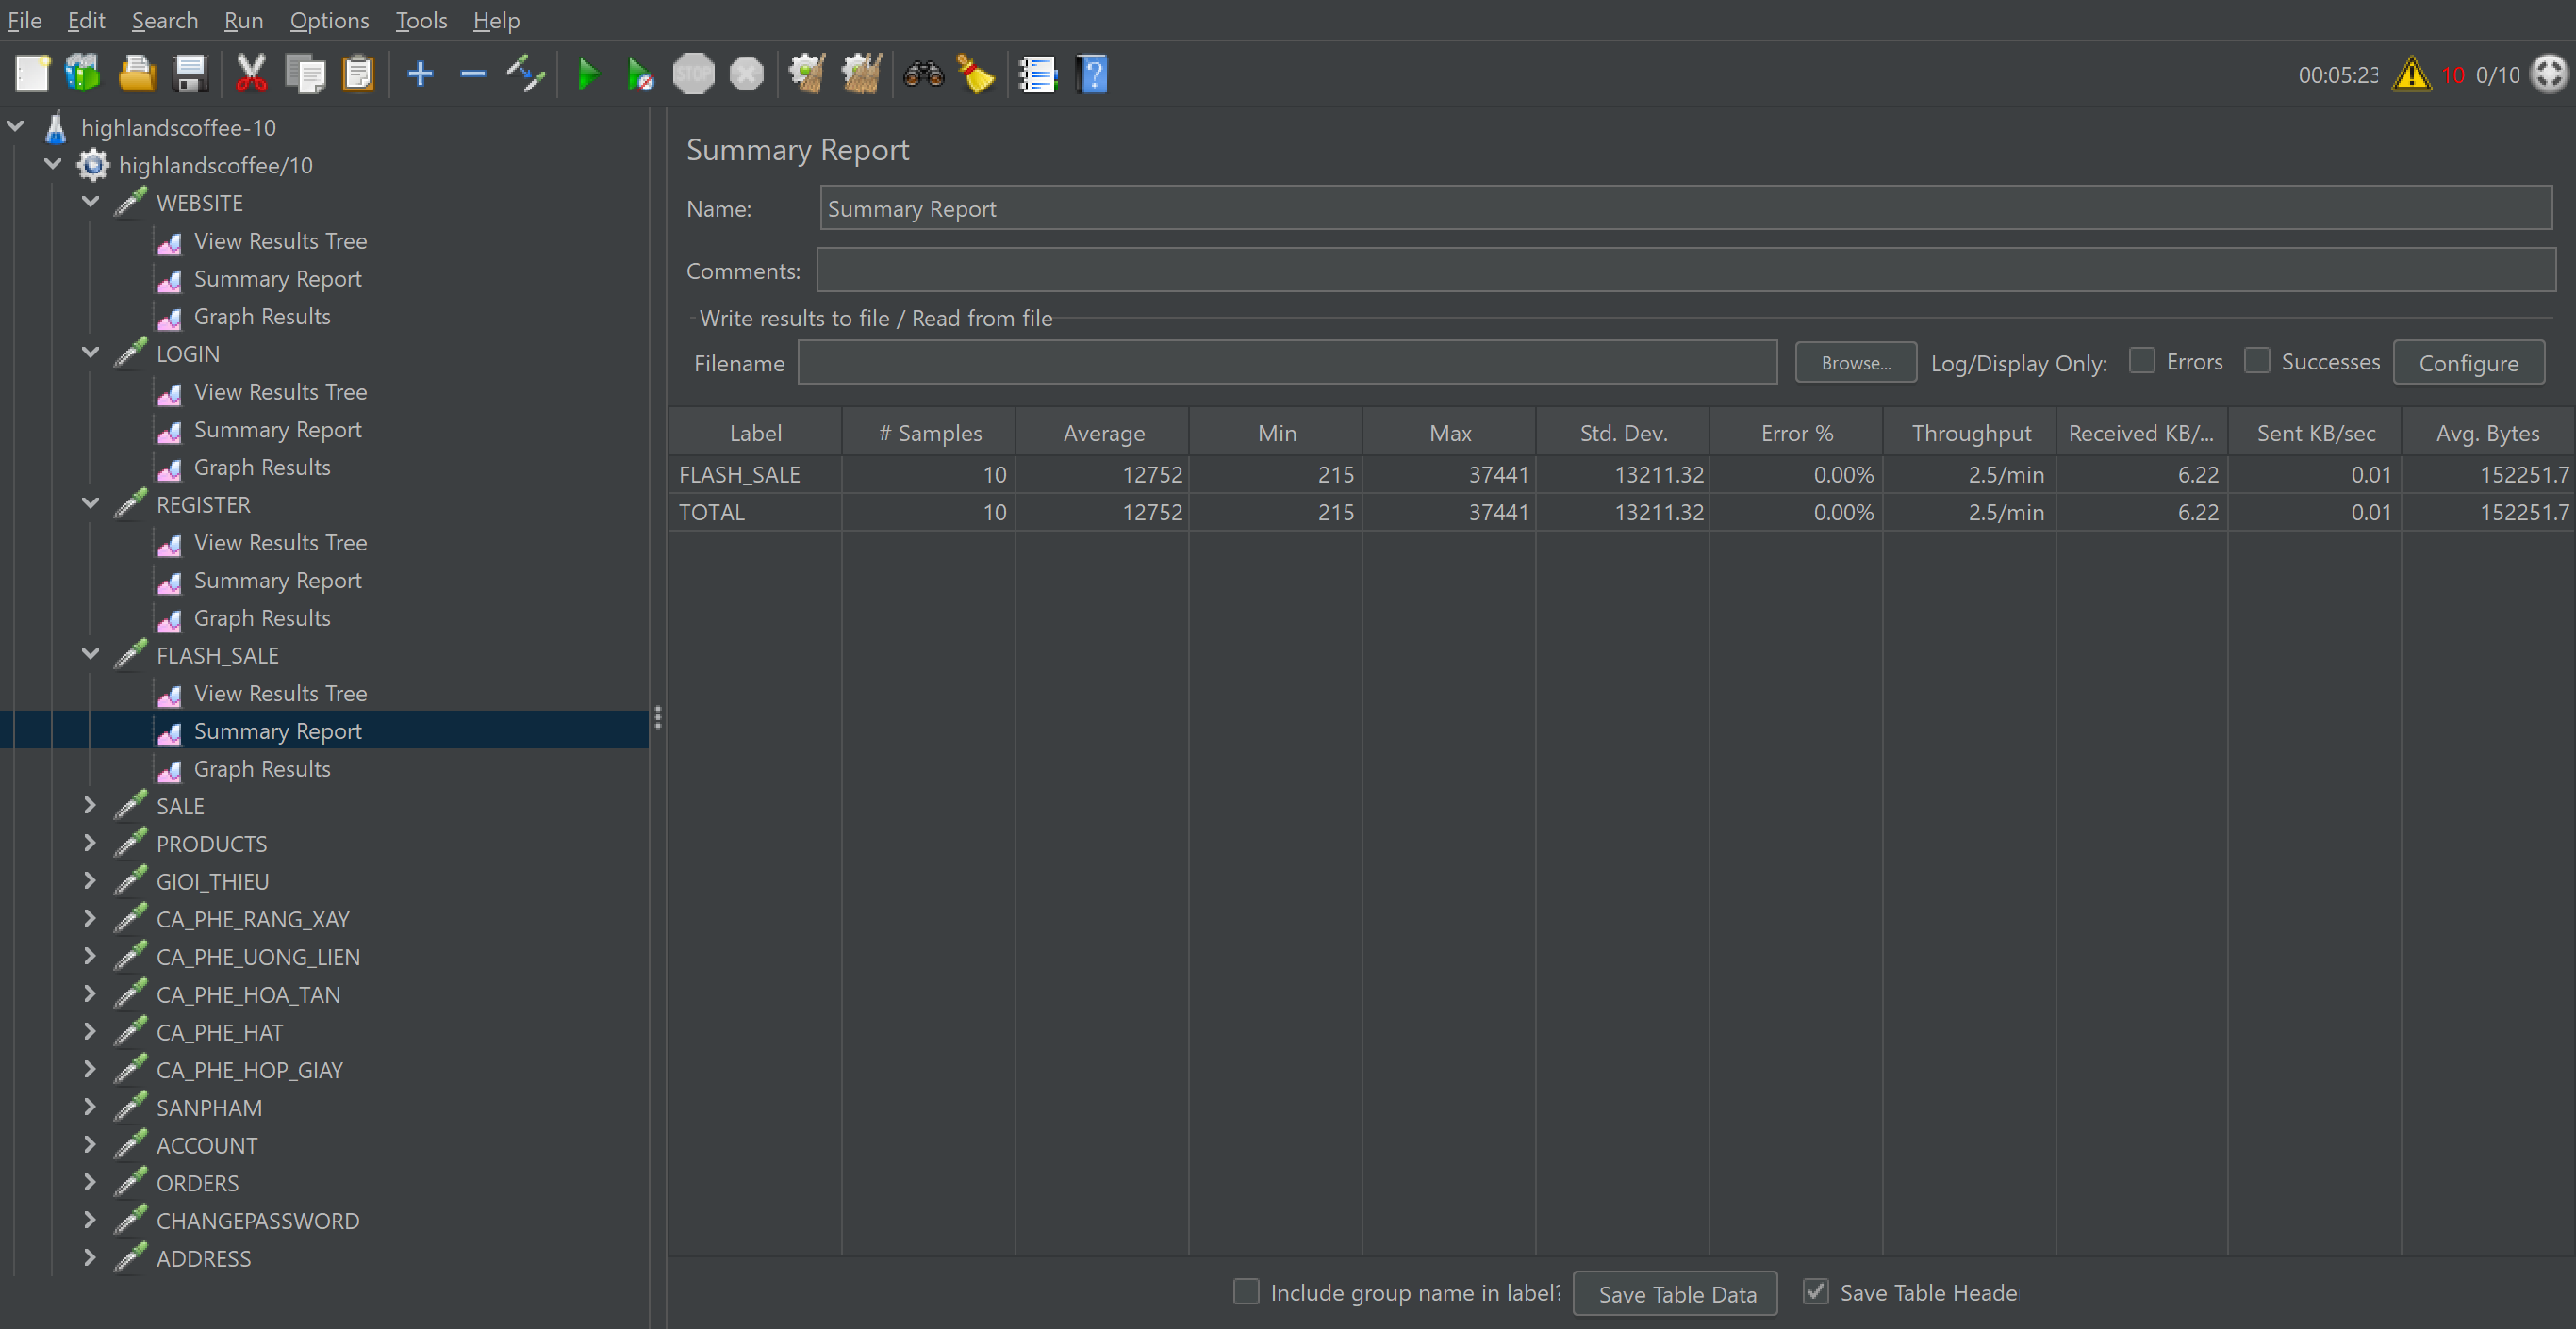 File Edit Search Run Options Tools Help
STOP
00:05:23 10 0/10
highlandscoffee-10
highlandscoffee/10
WEBSITE
View Results Tree
Summary Report
Graph Results
LOGIN
View Results Tree
Summary Report
Graph Results
REGISTER
View Results Tree
Summary Report
Graph Results
FLASH_SALE
View Results Tree
Summary Report
Graph Results
SALE
PRODUCTS
GIOI_THIEU
CA_PHE_RANG_XAY
CA_PHE_UONG_LIEN
CA_PHE_HOA_TAN
CA_PHE_HAT
CA_PHE_HOP_GIAY
SANPHAM
ACCOUNT
ORDERS
CHANGEPASSWORD
ADDRESS
Summary Report
Name: Summary Report
Comments:
Write results to file / Read from file
Filename Browse... Log/Display Only: Errors Successes Configure
Label # Samples Average Min Max Std. Dev. Error % Throughput Received KB/... Sent KB/sec Avg. Bytes
FLASH_SALE 10 12752 215 37441 13211.32 0.00% 2.5/min 6.22 0.01 152251.7
TOTAL 10 12752 215 37441 13211.32 0.00% 2.5/min 6.22 0.01 152251.7
Include group name in label? Save Table Data Save Table Heade